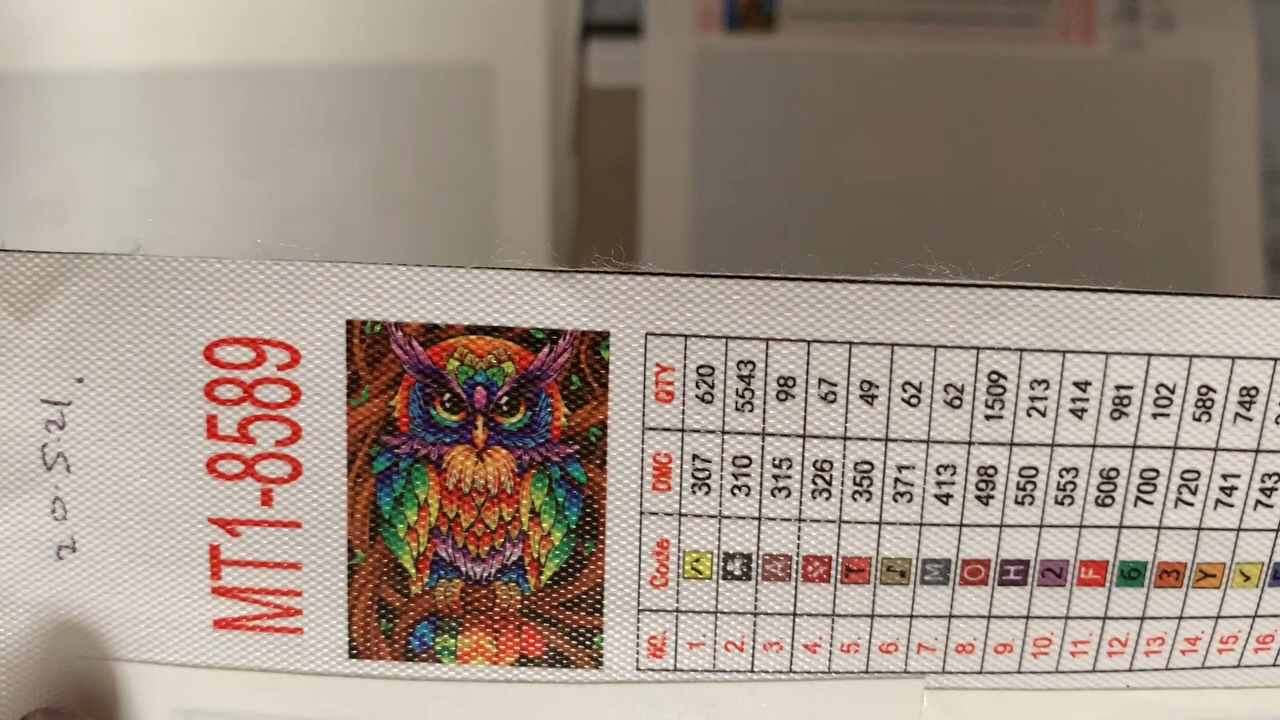 20.5.21.
MT1-8589
NO. Code DMC QTY
1. Λ 307 620
2. 310 5543
3. A 315 98
4. 326 67
5. T 350 49
6. ♪ 371 62
7. M 413 62
8. O 498 1509
9. H 550 213
10. 2 553 414
11. F 606 981
12. 6 700 102
13. 3 720 589
14. Y 741 748
15. ✓ 743
16.